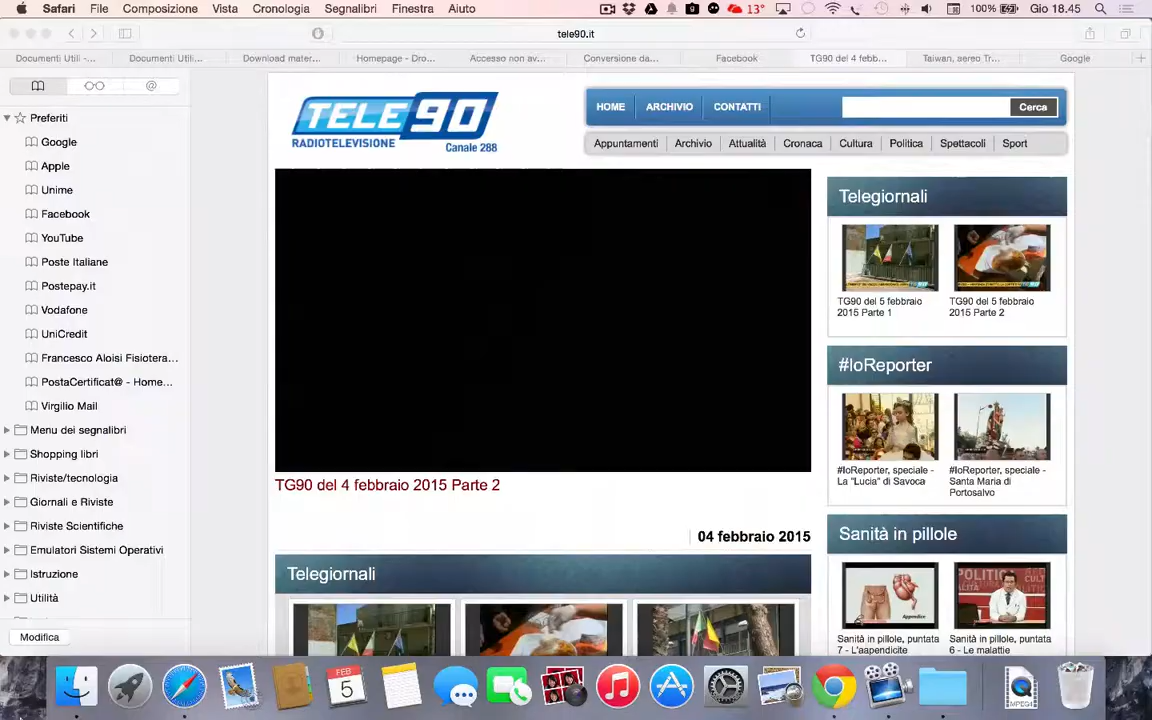 Safari File Composizione Vista Cronologia Segnalibri Finestra Aiuto 13° 100% Gio 18.45
tele90.it
Documenti Utili -... Documenti Utili... Download mater... Homepage - Dro... Accesso non av... Conversione da... Facebook TG90 del 4 febb... Taiwan, aereo Tr... Google
Preferiti
Google
Apple
Unime
Facebook
YouTube
Poste Italiane
Postepay.it
Vodafone
UniCredit
Francesco Aloisi Fisiotera...
PostaCertificat@ - Home...
Virgilio Mail
Menu dei segnalibri
Shopping libri
Riviste/tecnologia
Giornali e Riviste
Riviste Scientifiche
Emulatori Sistemi Operativi
Istruzione
Utilità
Modifica
TELE 90
RADIOTELEVISIONE
Canale 288
HOME ARCHIVIO CONTATTI Cerca
Appuntamenti Archivio Attualità Cronaca Cultura Politica Spettacoli Sport
TG90 del 4 febbraio 2015 Parte 2
04 febbraio 2015
Telegiornali
Telegiornali
TG90 del 5 febbraio
2015 Parte 1
TG90 del 5 febbraio
2015 Parte 2
#IoReporter
#IoReporter, speciale -
La "Lucia" di Savoca
#IoReporter, speciale -
Santa Maria di
Portosalvo
Sanità in pillole
Appendice
POLITIC
Sanità in pillole, puntata
7 - L'aapendicite
Sanità in pillole, puntata
6 - Le malattie
FEB
5
MPEG4